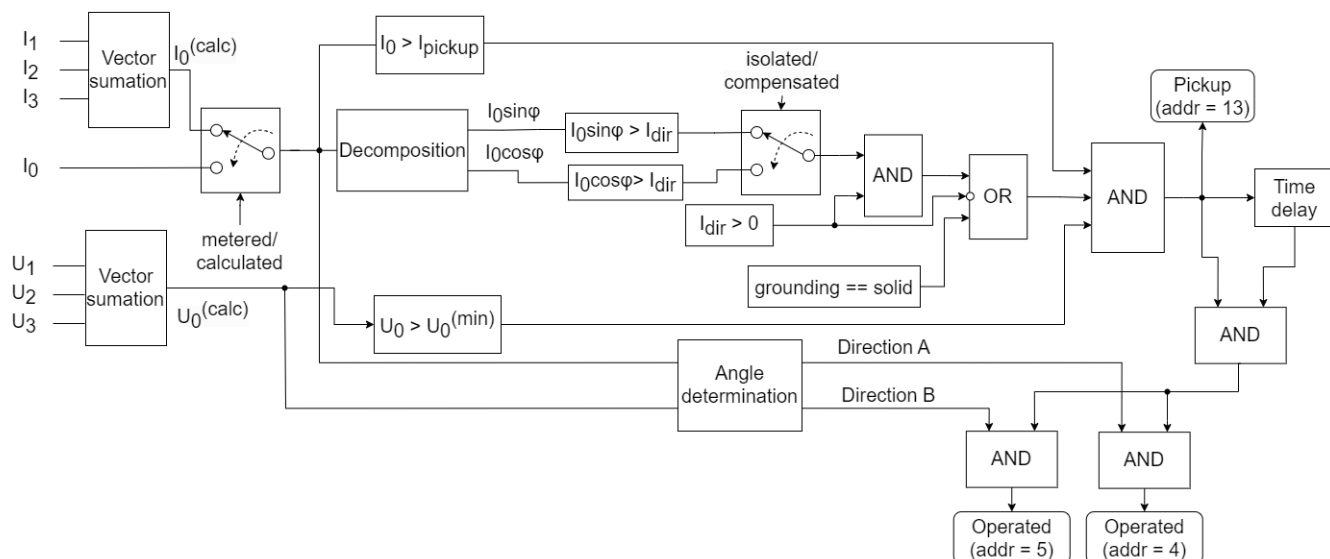 I1
I2
I3
Vector
sumation
I0(calc)
I0
metered/
calculated
I0 > Ipickup
Decomposition
I0sinφ
I0cosφ
I0sinφ > Idir
I0cosφ> Idir
isolated/
compensated
AND
Idir > 0
OR
grounding == solid
AND
Pickup
(addr = 13)
Time
delay
U1
U2
U3
Vector
sumation
U0(calc)
U0 > U0(min)
Angle
determination
Direction A
Direction B
AND
AND
AND
Operated
(addr = 5)
Operated
(addr = 4)